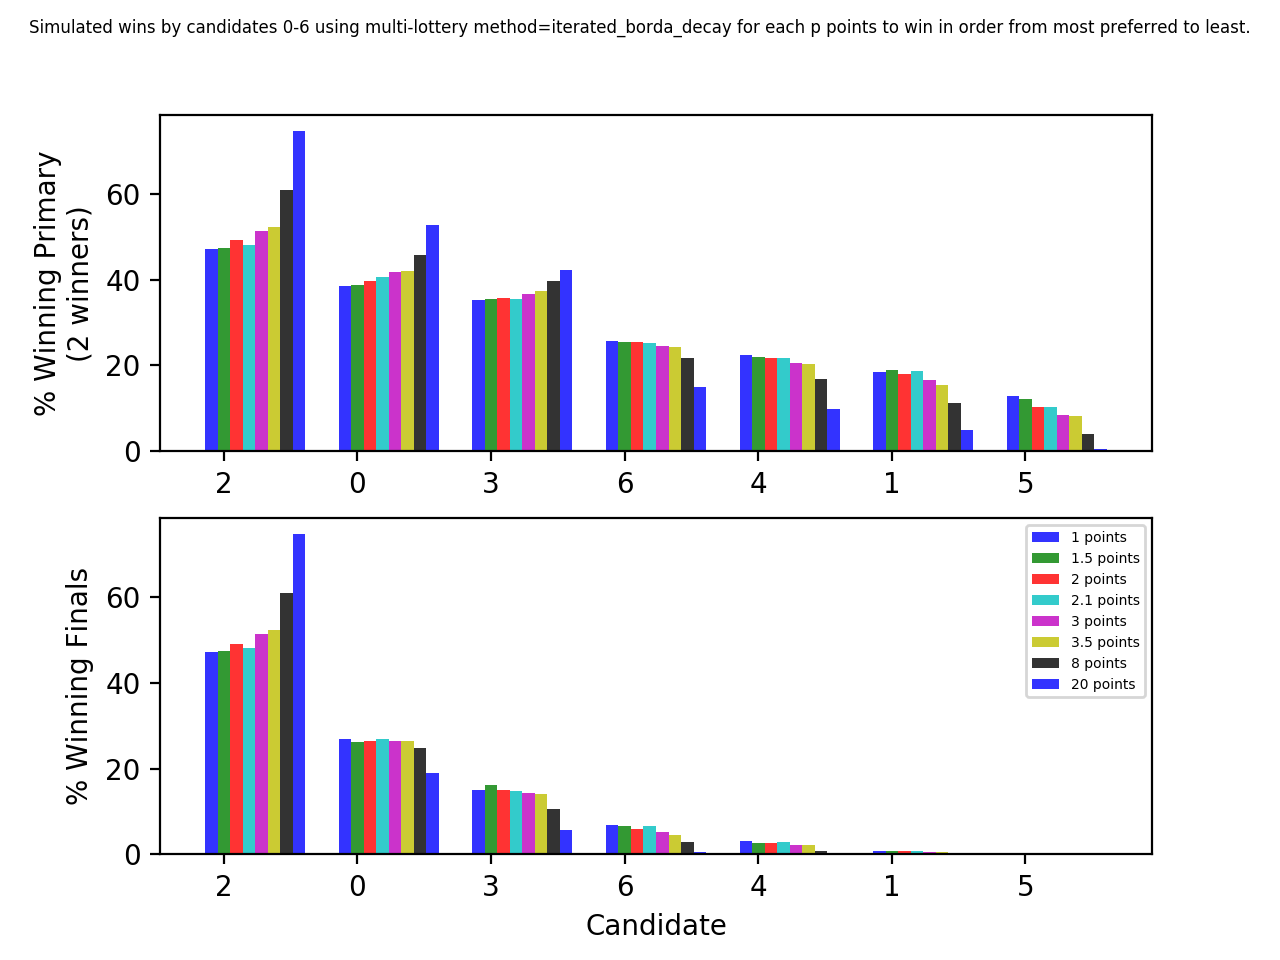 Simulated wins by candidates 0-6 using multi-lottery method=iterated_borda_decay for each p points to win in order from most preferred to least.
% Winning Primary
(2 winners)
60
40
20
0
2 0 3 6 4 1 5
% Winning Finals
60
40
20
0
1 points
1.5 points
2 points
2.1 points
3 points
3.5 points
8 points
20 points
2 0 3 6 4 1 5
Candidate